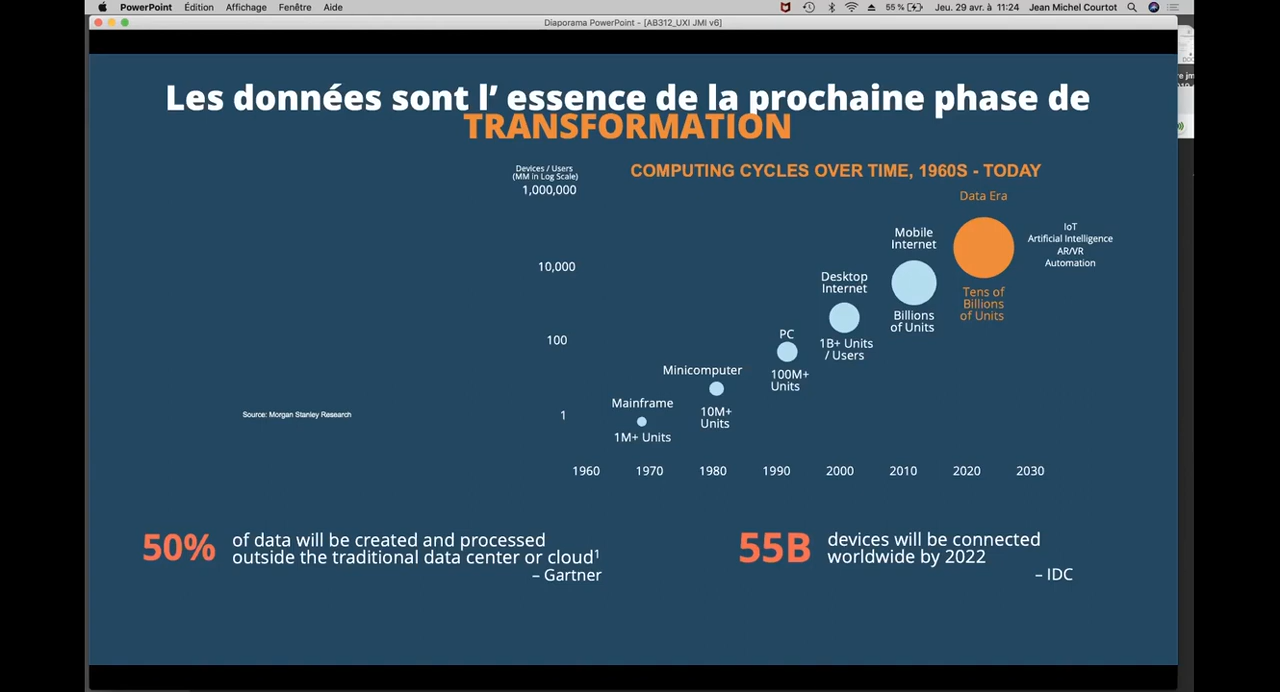 PowerPoint Édition Affichage Fenêtre Aide 55 % Jeu. 29 avr. à 11:24 Jean Michel Courtot
Diaporama PowerPoint - [AB312_UXI JMI v6]
Les données sont l’ essence de la prochaine phase de
TRANSFORMATION
Devices / Users
(MM in Log Scale)
1,000,000
10,000
100
1
COMPUTING CYCLES OVER TIME, 1960S - TODAY
Data Era
Tens of
Billions
of Units
IoT
Artificial Intelligence
AR/VR
Automation
Mobile
Internet
Billions
of Units
Desktop
Internet
1B+ Units
/ Users
PC
100M+
Units
Minicomputer
10M+
Units
Mainframe
1M+ Units
Source: Morgan Stanley Research
1960 1970 1980 1990 2000 2010 2020 2030
50%
of data will be created and processed
outside the traditional data center or cloud¹
– Gartner
55B
devices will be connected
worldwide by 2022
– IDC